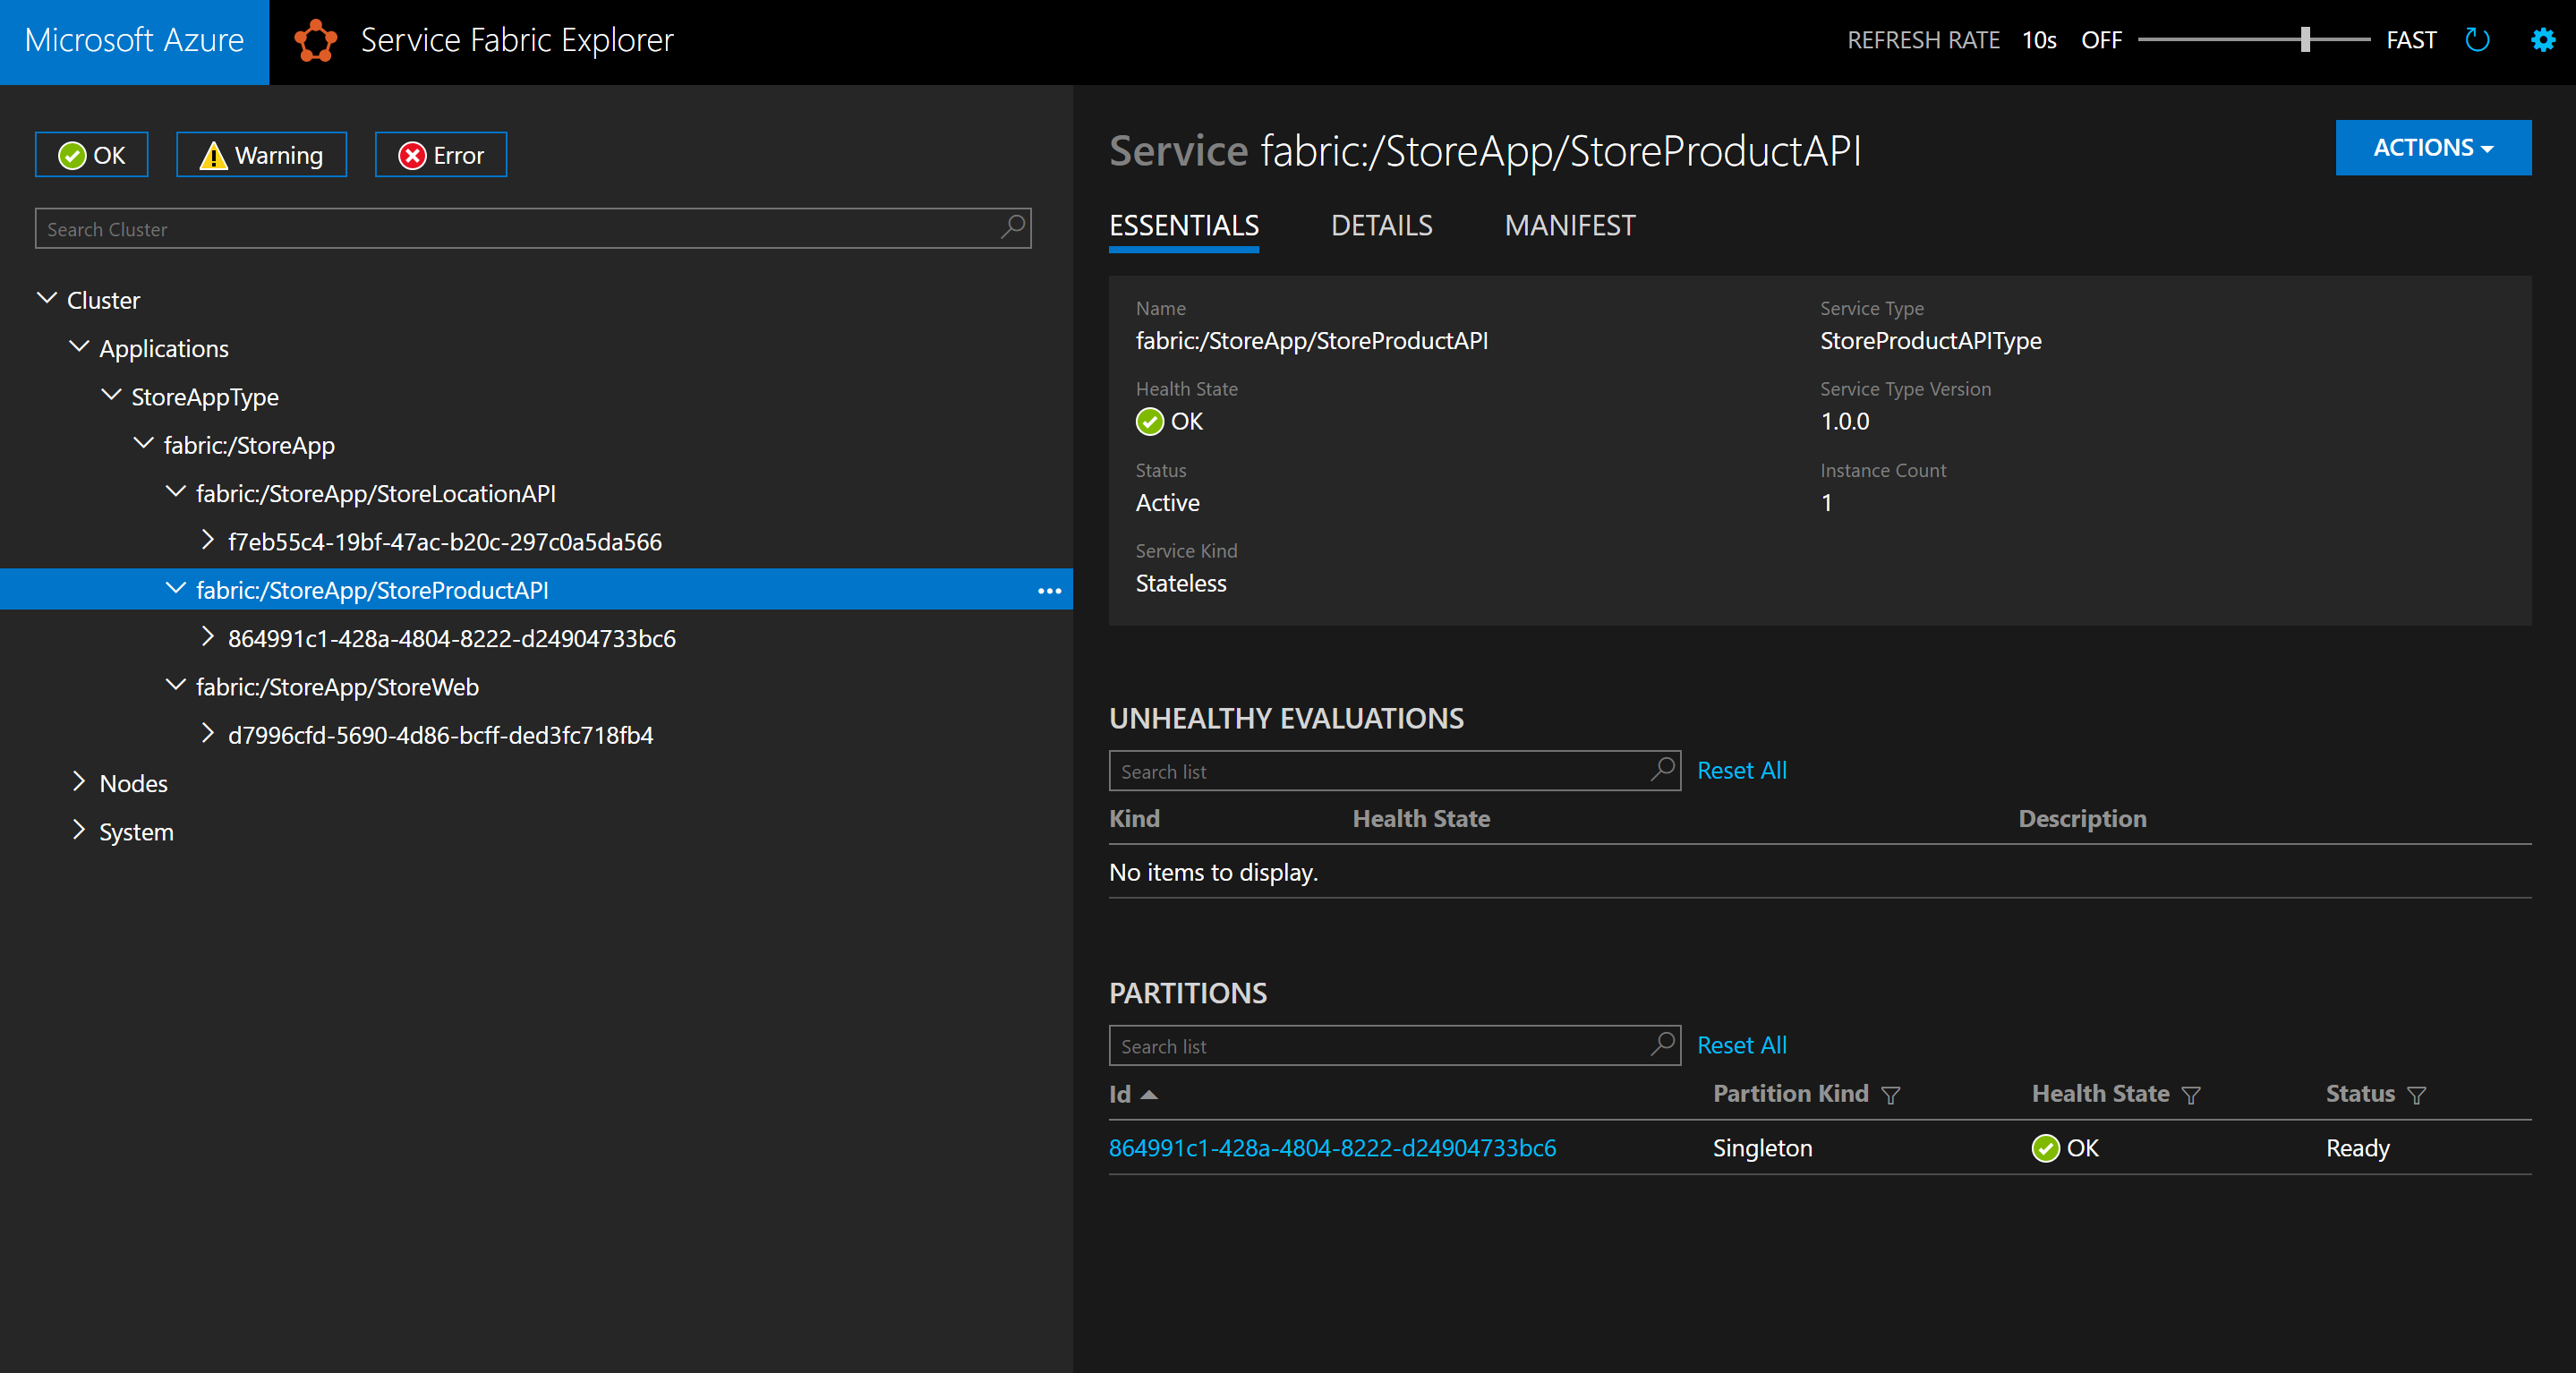 Microsoft Azure
Service Fabric Explorer
REFRESH RATE 10s OFF FAST
OK Warning Error
Search Cluster
Cluster
Applications
StoreAppType
fabric:/StoreApp
fabric:/StoreApp/StoreLocationAPI
f7eb55c4-19bf-47ac-b20c-297c0a5da566
fabric:/StoreApp/StoreProductAPI
864991c1-428a-4804-8222-d24904733bc6
fabric:/StoreApp/StoreWeb
d7996cfd-5690-4d86-bcff-ded3fc718fb4
Nodes
System
Service fabric:/StoreApp/StoreProductAPI
ACTIONS
ESSENTIALS DETAILS MANIFEST
Name
fabric:/StoreApp/StoreProductAPI
Health State
OK
Status
Active
Service Kind
Stateless
Service Type
StoreProductAPIType
Service Type Version
1.0.0
Instance Count
1
UNHEALTHY EVALUATIONS
Search list Reset All
Kind Health State Description
No items to display.
PARTITIONS
Search list Reset All
Id Partition Kind Health State Status
864991c1-428a-4804-8222-d24904733bc6 Singleton OK Ready